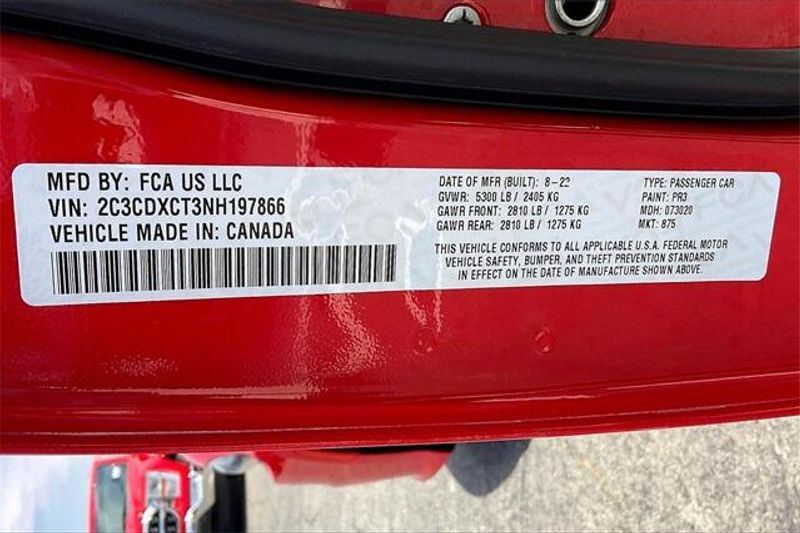 MFD BY: FCA US LLC
VIN: 2C3CDXCT3NH197866
VEHICLE MADE IN: CANADA
DATE OF MFR (BUILT): 8-22
GVWR: 5300 LB / 2405 KG
GAWR FRONT: 2810 LB / 1275 KG
GAWR REAR: 2810 LB / 1275 KG
TYPE: PASSENGER CAR
PAINT: PR3
MDH: 073020
MKT: 875
THIS VEHICLE CONFORMS TO ALL APPLICABLE U.S.A. FEDERAL MOTOR
VEHICLE SAFETY, BUMPER, AND THEFT PREVENTION STANDARDS
IN EFFECT ON THE DATE OF MANUFACTURE SHOWN ABOVE.